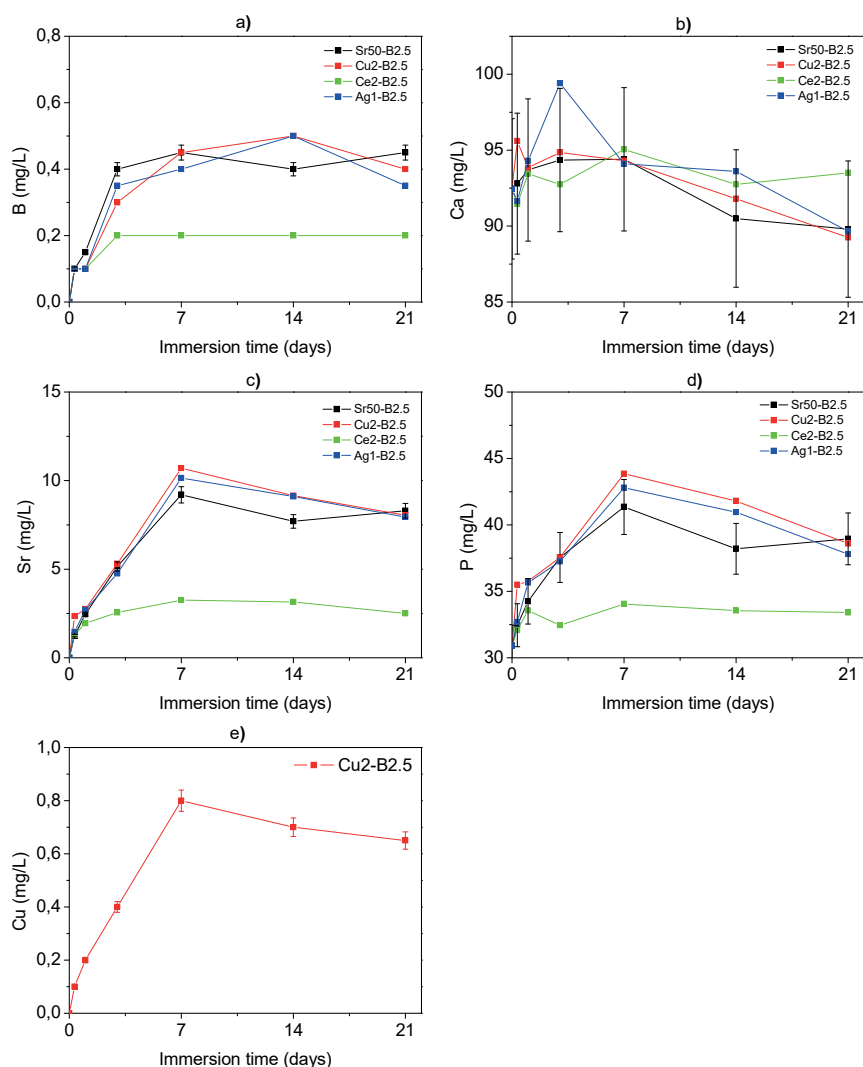 a)
Sr50-B2.5
Cu2-B2.5
Ce2-B2.5
Ag1-B2.5
0,8
0,6
0,4
0,2
0,0
B (mg/L)
0 7 14 21
Immersion time (days)
b)
Sr50-B2.5
Cu2-B2.5
Ce2-B2.5
Ag1-B2.5
100
95
90
85
Ca (mg/L)
0 7 14 21
Immersion time (days)
c)
Sr50-B2.5
Cu2-B2.5
Ce2-B2.5
Ag1-B2.5
15
10
5
0
Sr (mg/L)
0 7 14 21
Immersion time (days)
d)
Sr50-B2.5
Cu2-B2.5
Ce2-B2.5
Ag1-B2.5
50
45
40
35
30
P (mg/L)
0 7 14 21
Immersion time (days)
e)
Cu2-B2.5
1,0
0,8
0,6
0,4
0,2
0,0
Cu (mg/L)
0 7 14 21
Immersion time (days)